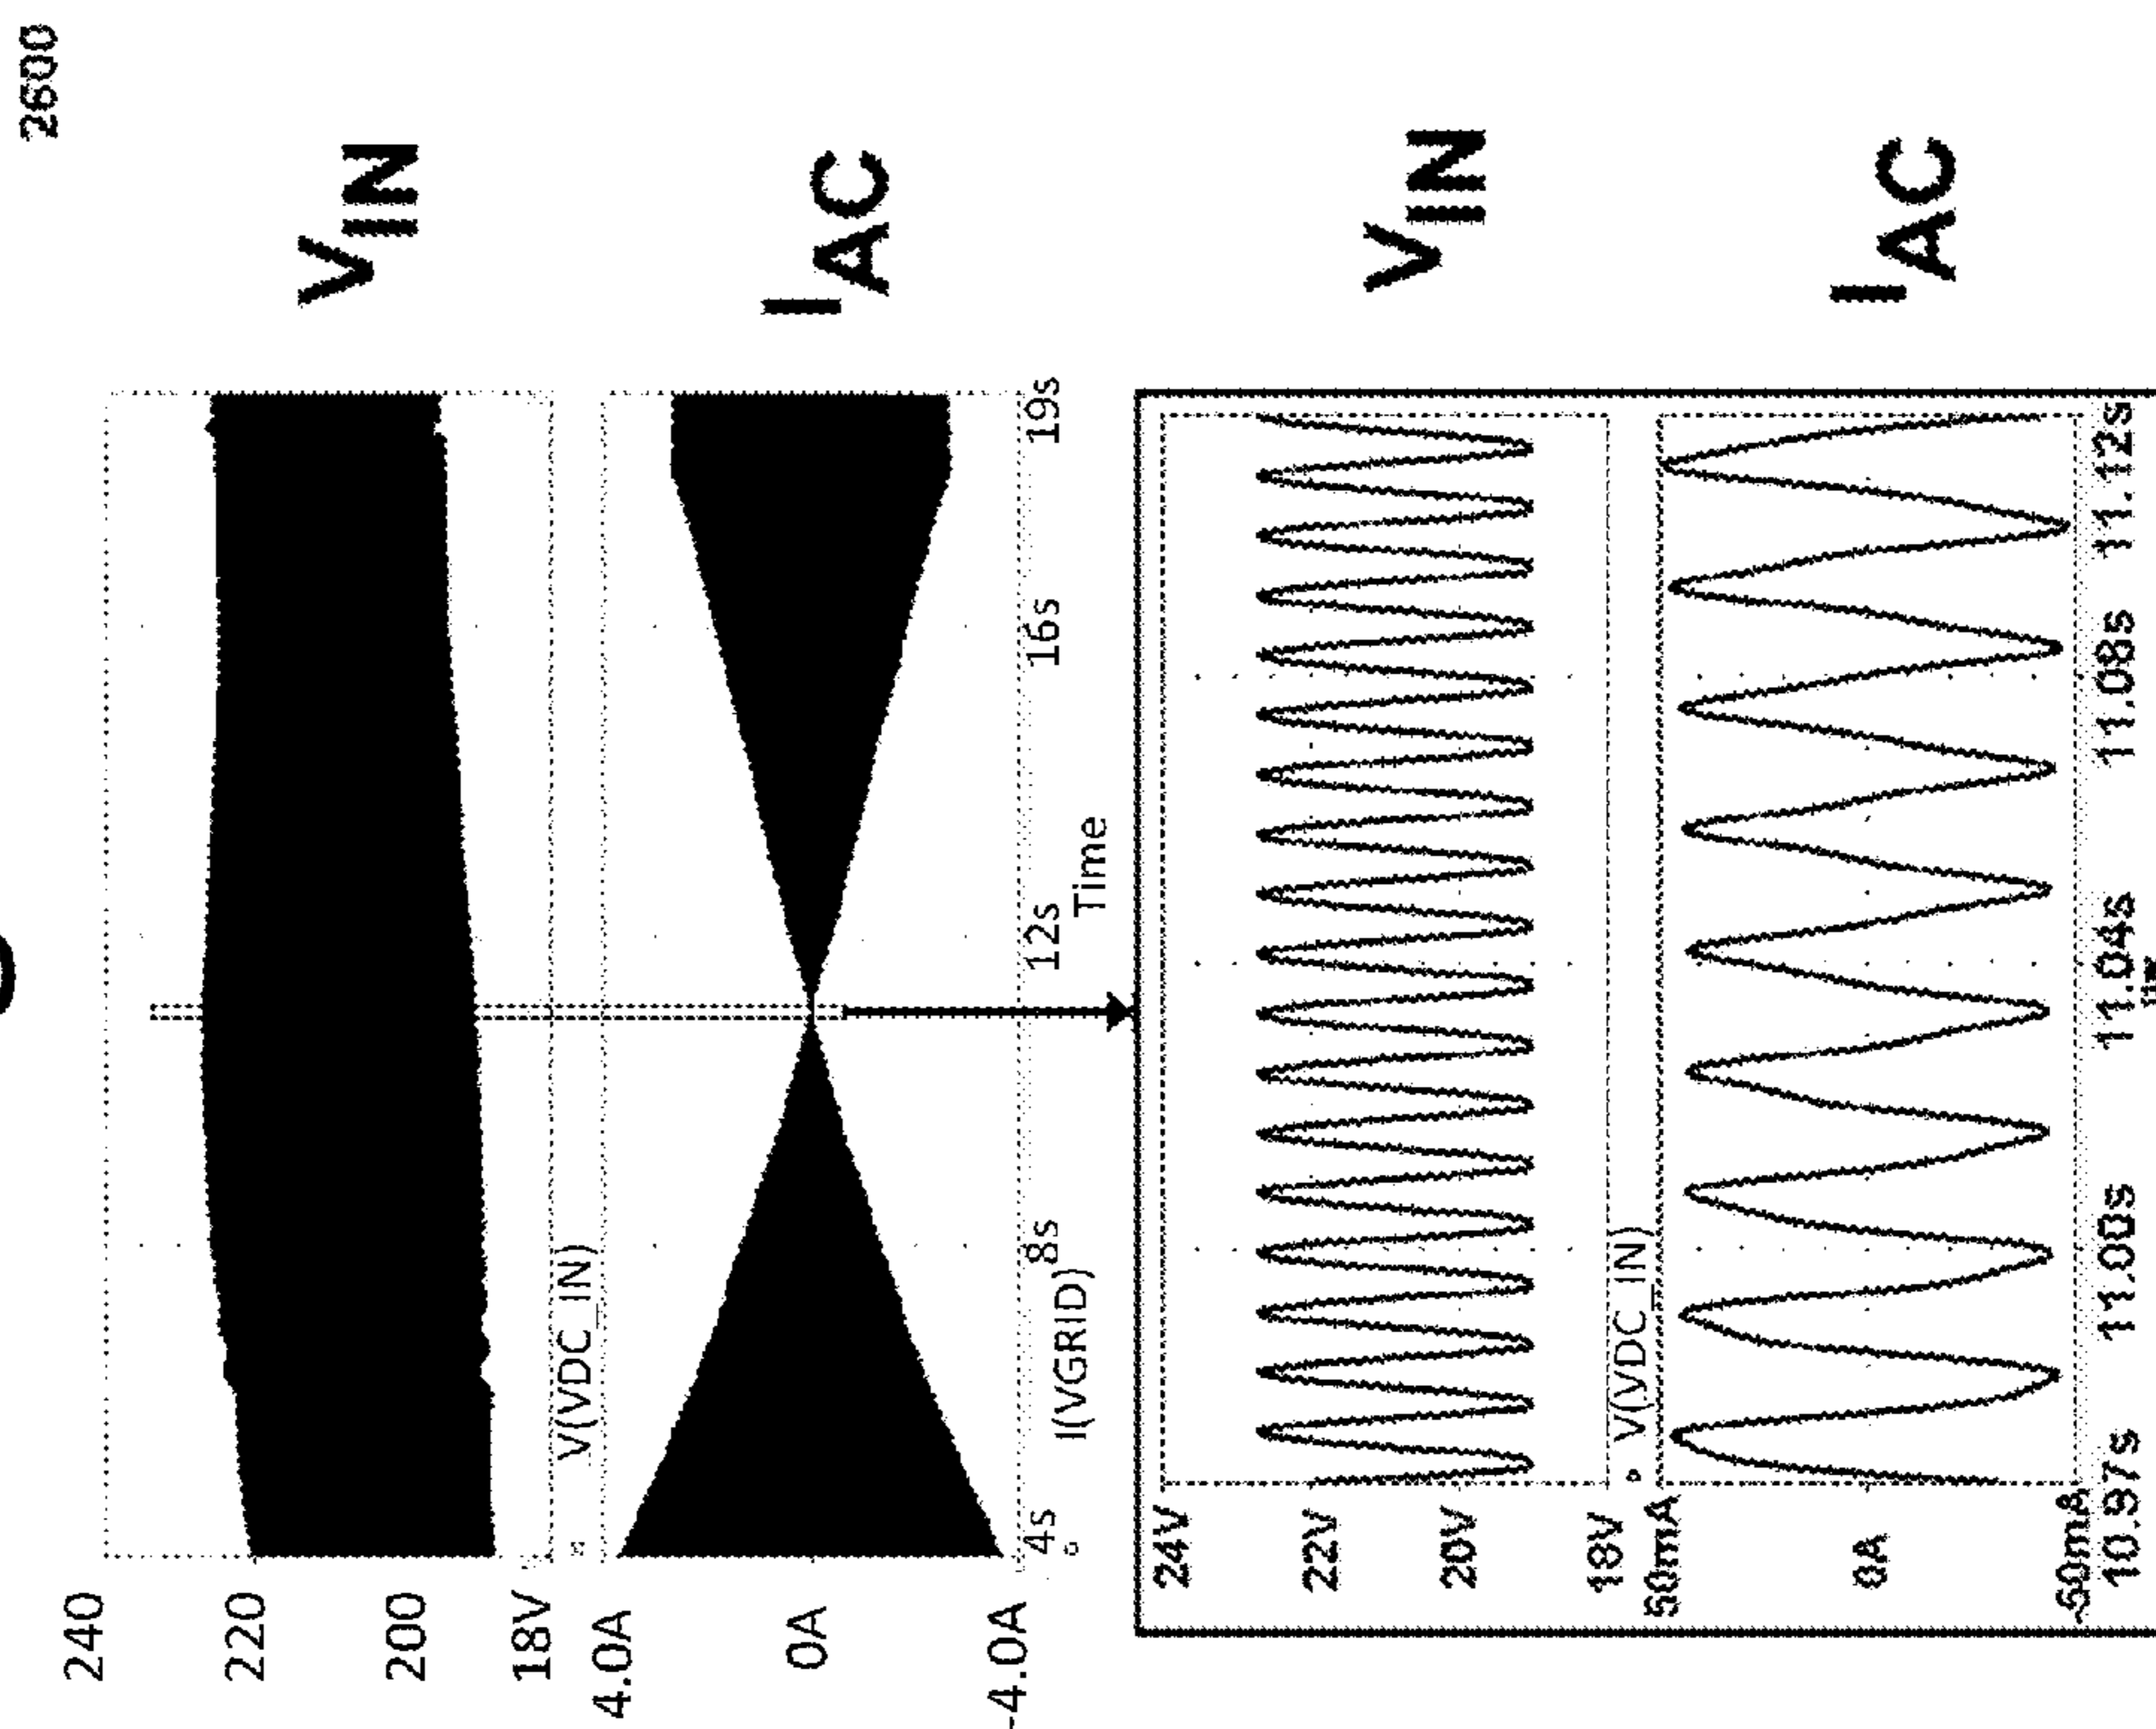 2600
240
220
200
18V
V(VDC_IN)
VIN
4.0A
0A
-4.0A
IAC
4s
8s
12s
16s
19s
I(VGRID)
Time
24V
22V
20V
18V
V(VDC_IN)
VIN
50mA
0A
-50mA
IAC
10.97s
11.00s
11.04s
11.08s
11.12s